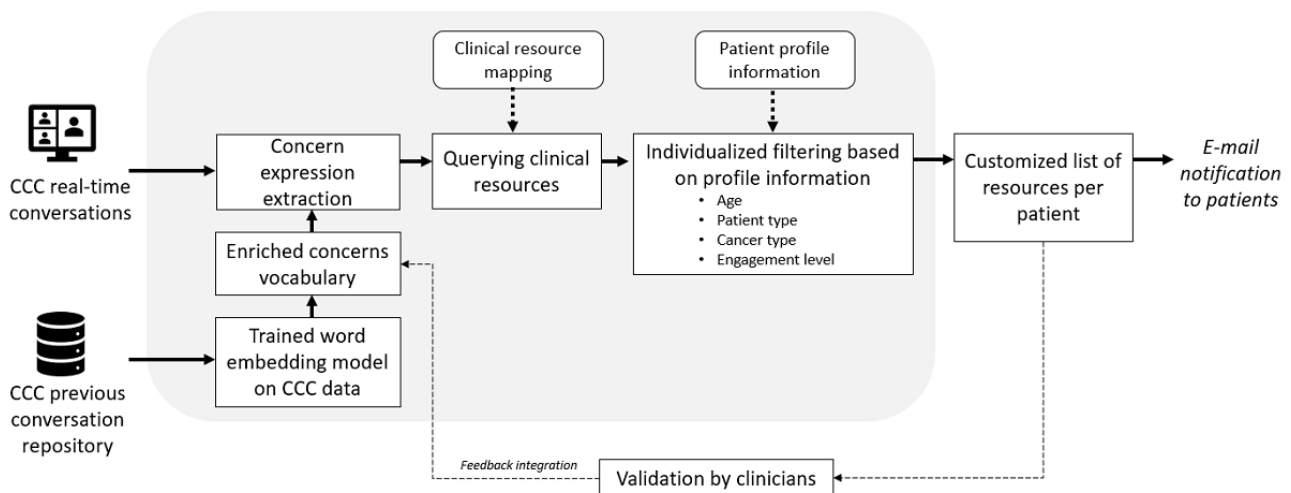 Clinical resource
mapping
Patient profile
information
CCC real-time
conversations
Concern
expression
extraction
Querying clinical
resources
Individualized filtering based
on profile information
• Age
• Patient type
• Cancer type
• Engagement level
Customized list of
resources per
patient
E-mail
notification
to patients
Enriched concerns
vocabulary
Trained word
embedding model
on CCC data
CCC previous
conversation
repository
Feedback integration
Validation by clinicians